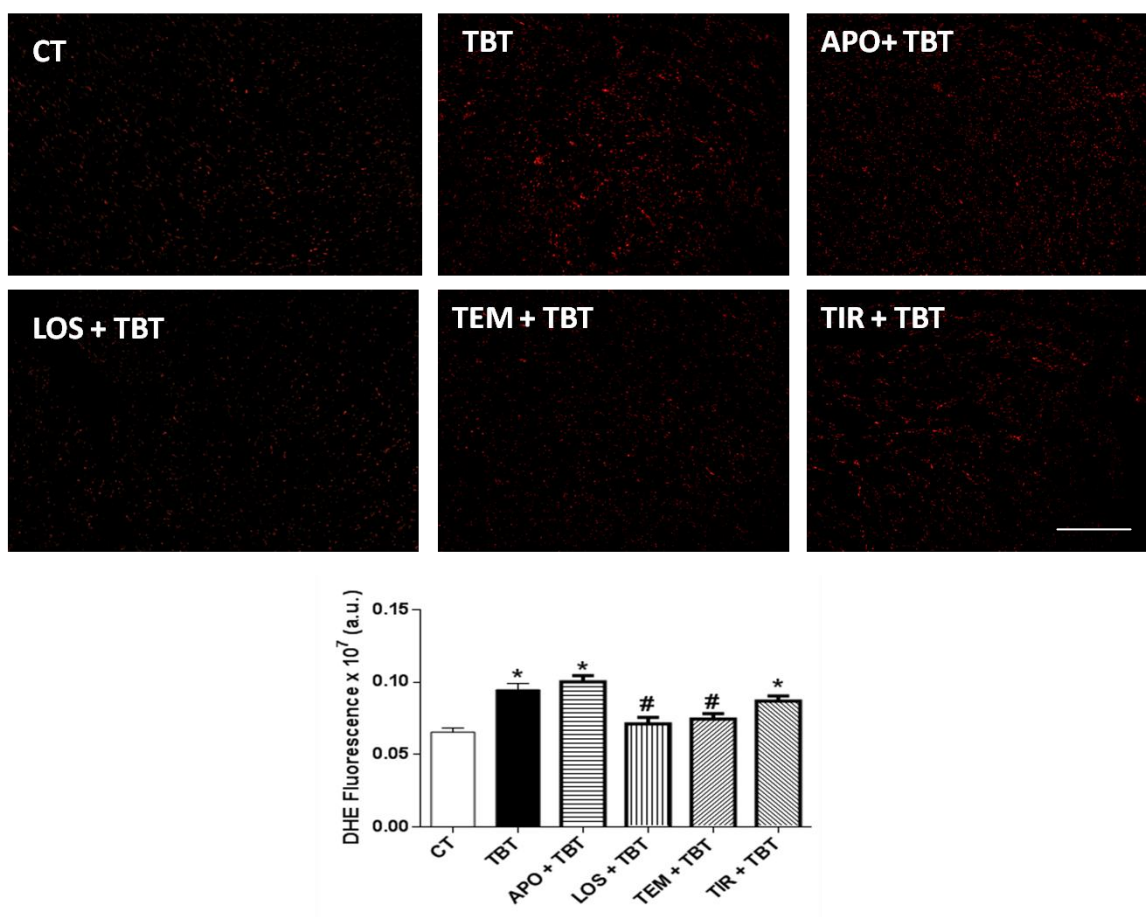 CT
TBT
APO+ TBT
LOS + TBT
TEM + TBT
TIR + TBT
DHE Fluorescence x 10⁷ (a.u.)
0.15
0.10
0.05
0.00
*
*
#
#
*
CT
TBT
APO + TBT
LOS + TBT
TEM + TBT
TIR + TBT